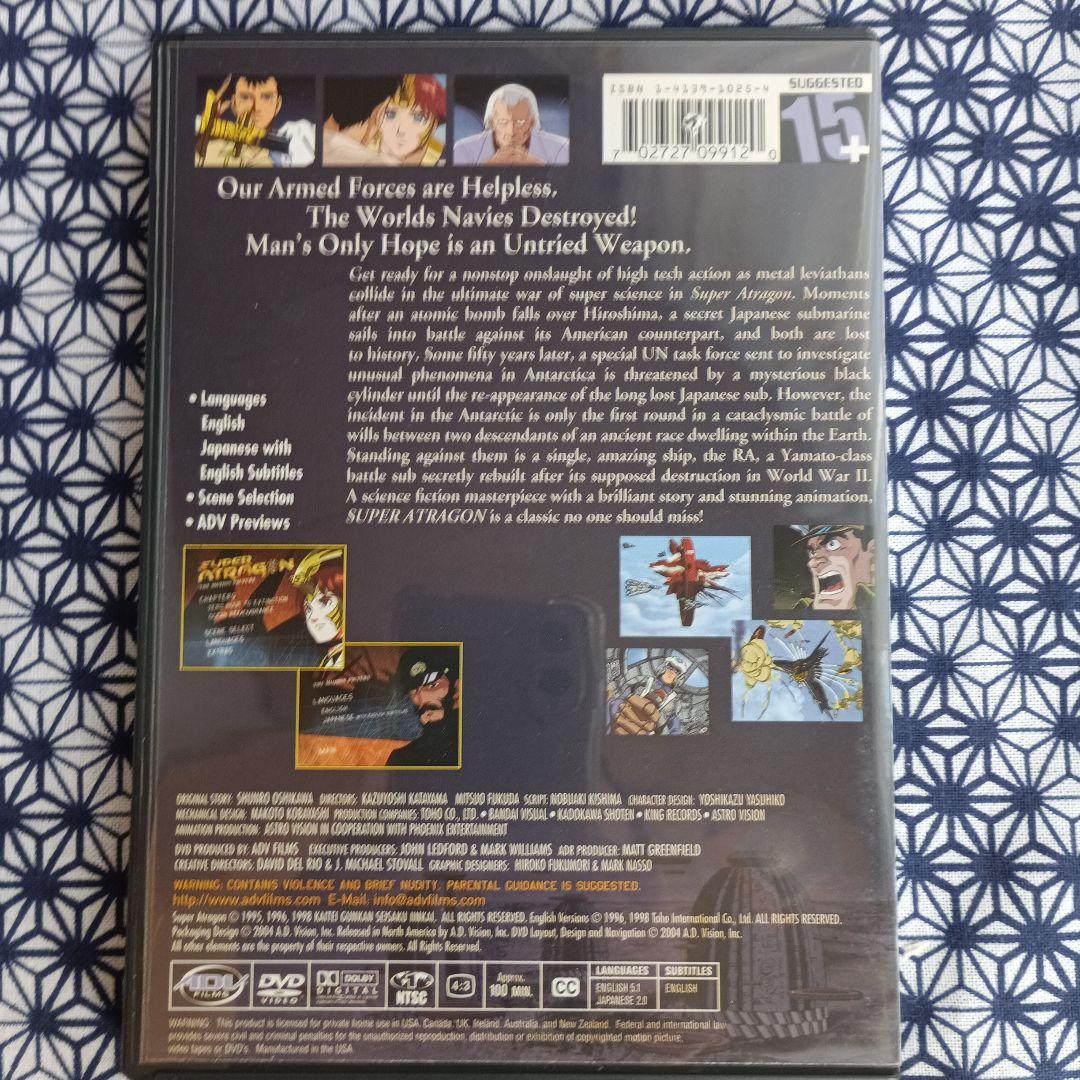 ISBN 1-4139-1025-4
SUGGESTED
15+
7 02727 09912 0
Our Armed Forces are Helpless.
The Worlds Navies Destroyed!
Man's Only Hope is an Untried Weapon.
Get ready for a nonstop onslaught of high tech action as metal leviathans
collide in the ultimate war of super science in Super Atragon. Moments
after an atomic bomb falls over Hiroshima, a secret Japanese submarine
sails into battle against its American counterpart, and both are lost
to history. Some fifty years later, a special UN task force sent to investigate
unusual phenomena in Antarctica is threatened by a mysterious black
cylinder until the re-appearance of the long lost Japanese sub. However, the
incident in the Antarctic is only the first round in a cataclysmic battle of
wills between two descendants of an ancient race dwelling within the Earth.
Standing against them is a single, amazing ship, the RA, a Yamato-class
battle sub secretly rebuilt after its supposed destruction in World War II.
A science fiction masterpiece with a brilliant story and stunning animation,
SUPER ATRAGON is a classic no one should miss!
• Languages
English
Japanese with
English Subtitles
• Scene Selection
• ADV Previews
SUPER
ATRAGON
THE MOTION PICTURE
CHAPTERS
SCENE SELECT
LANGUAGES
EXTRAS
LANGUAGES
ENGLISH
MAIN
ORIGINAL STORY: SHUNRO OSHIKAWA DIRECTORS: KAZUYOSHI KATAYAMA MITSUO FUKUDA SCRIPT: NOBUAKI KISHIMA CHARACTER DESIGN: YOSHIKAZU YASUHIKO
MECHANICAL DESIGN: MAKOTO KOBAYASHI PRODUCTION COMPANIES: TOHO CO., LTD. • BANDAI VISUAL • KADOKAWA SHOTEN • KING RECORDS • ASTRO VISION
ANIMATION PRODUCTION: ASTRO VISION IN COOPERATION WITH PHOENIX ENTERTAINMENT
DVD PRODUCED BY: ADV FILMS EXECUTIVE PRODUCERS: JOHN LEDFORD & MARK WILLIAMS ADR PRODUCER: MATT GREENFIELD
CREATIVE DIRECTORS: DAVID DEL RIO & J. MICHAEL STOVALL GRAPHIC DESIGNERS: HIROKO FUKUMORI & MARK NASSO
WARNING: CONTAINS VIOLENCE AND BRIEF NUDITY. PARENTAL GUIDANCE IS SUGGESTED.
http://www.advfilms.com E-Mail: info@advfilms.com
Super Atragon © 1995, 1996, 1998 KAITEI GUNKAN SEISAKU IINKAI. ALL RIGHTS RESERVED. English Versions © 1996, 1998 Toho International Co., Ltd. ALL RIGHTS RESERVED.
Packaging Design © 2004 A.D. Vision, Inc. Released in North America by A.D. Vision, Inc. DVD Layout, Design and Navigation © 2004 A.D. Vision, Inc.
All other elements are the property of their respective owners. All Rights Reserved.
ADV FILMS
DVD VIDEO
DOLBY DIGITAL
1 NTSC
4:3
Approx. 100 MIN.
CC
LANGUAGES
ENGLISH 5.1
JAPANESE 2.0
SUBTITLES
ENGLISH
WARNING: This product is licensed for private home use in USA, Canada, UK, Ireland, Australia, and New Zealand. Federal and international law
provides severe civil and criminal penalties for the unauthorized reproduction, distribution or exhibition of copyrighted motion picture,
video tapes or DVD's. Manufactured in the USA